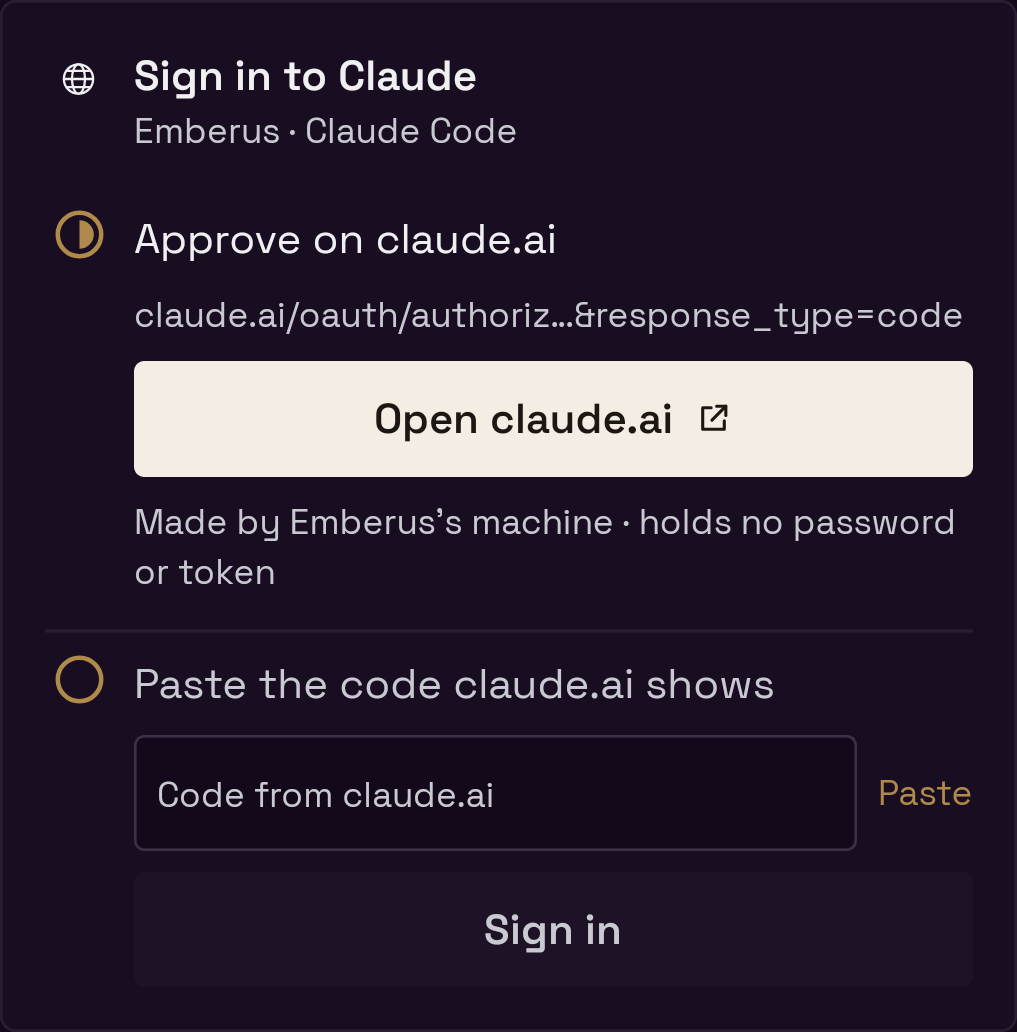 Sign in to Claude
Emberus · Claude Code
Approve on claude.ai
claude.ai/oauth/authoriz…&response_type=code
Open claude.ai
Made by Emberus’s machine · holds no password
or token
Paste the code claude.ai shows
Code from claude.ai
Paste
Sign in